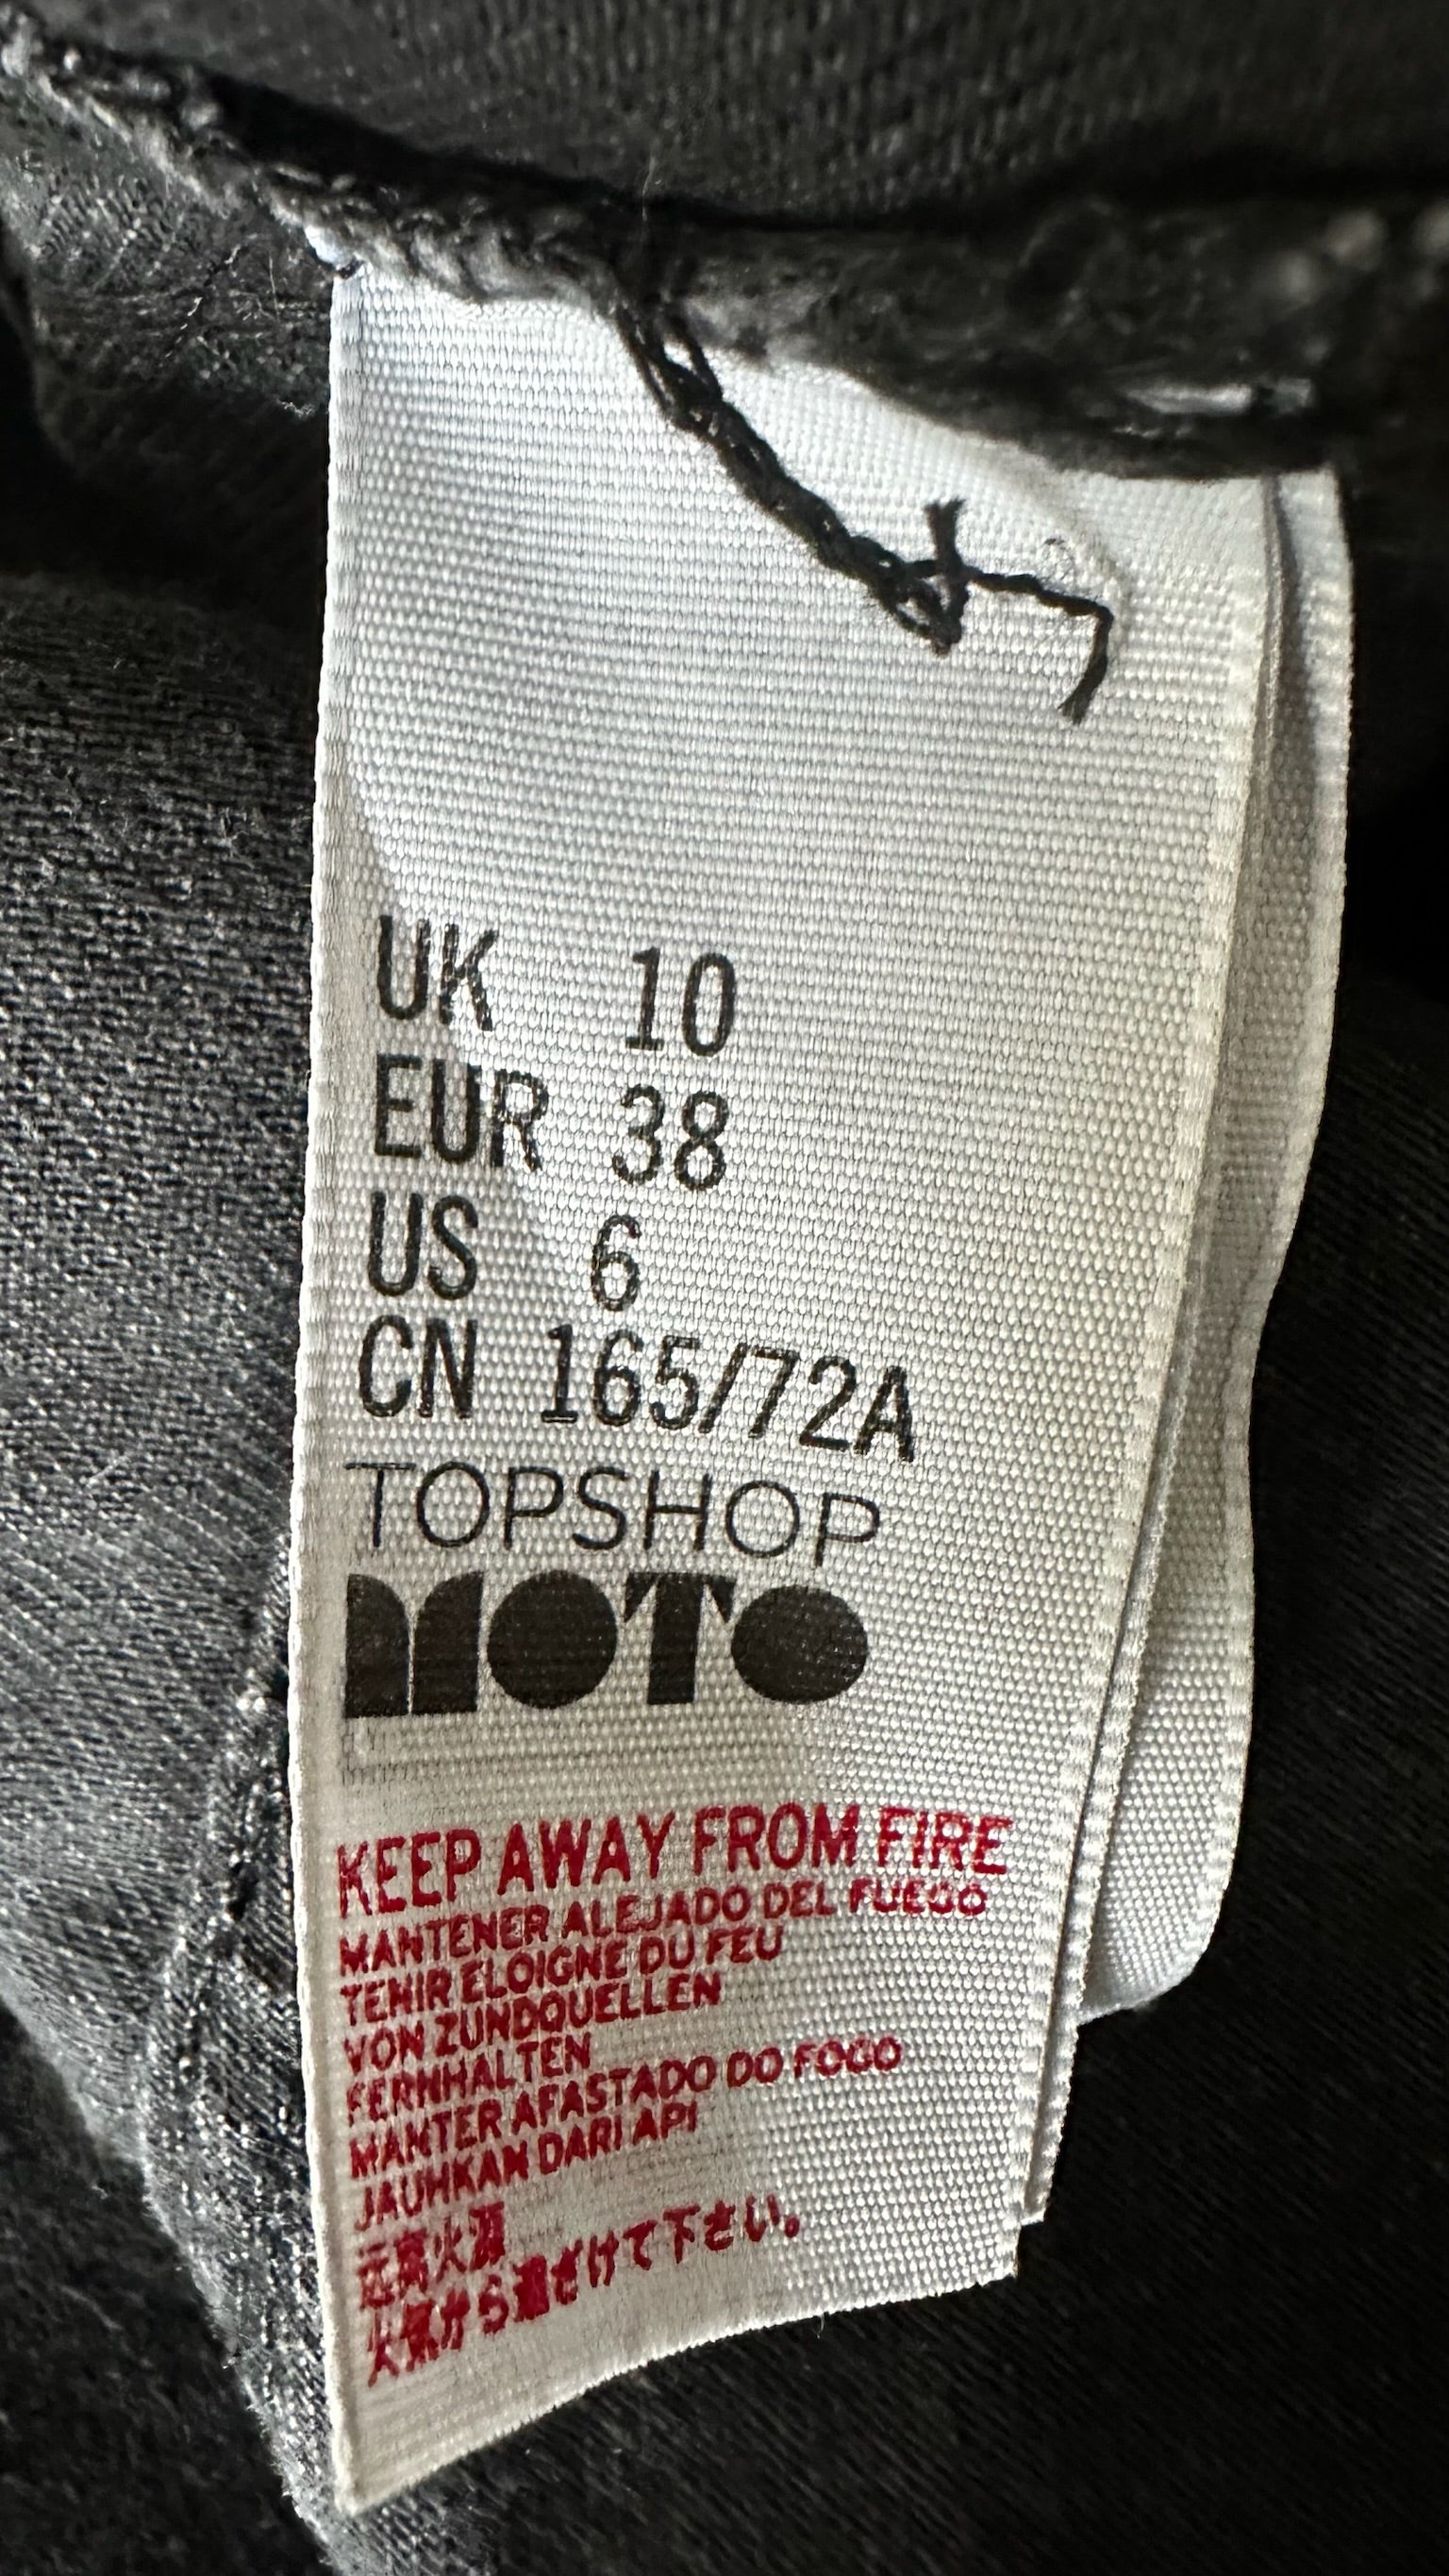 UK 10
EUR 38
US 6
CN 165/72A
TOPSHOP
MOTO
KEEP AWAY FROM FIRE
MANTENER ALEJADO DEL FUEGO
TENIR ELOIGNE DU FEU
VON ZUNDQUELLEN
FERNHALTEN
MANTER AFASTADO DO FOGO
JAUHKAN DARI API
远离火源
火気から遠ざけて下さい。